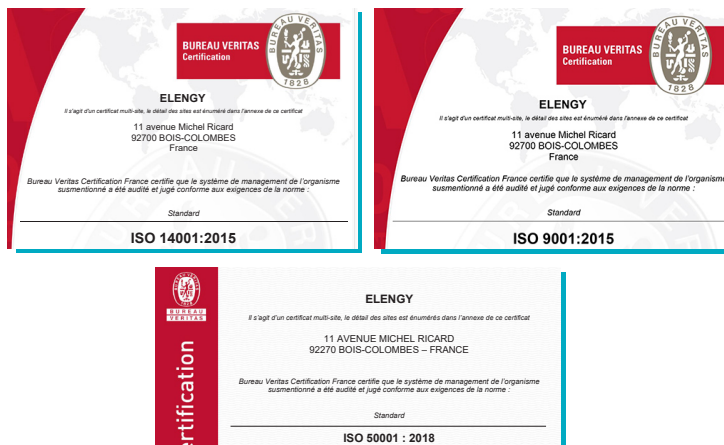 BUREAU VERITAS
Certification
BUREAU VERITAS
1828
ELENGY
Il s'agit d'un certificat multi-site, le détail des sites est énuméré dans l'annexe de ce certificat
11 avenue Michel Ricard
92700 BOIS-COLOMBES
France
Bureau Veritas Certification France certifie que le système de management de l'organisme
susmentionné a été audité et jugé conforme aux exigences de la norme :
Standard
ISO 14001:2015
BUREAU VERITAS
Certification
BUREAU VERITAS
1828
ELENGY
Il s'agit d'un certificat multi-site, le détail des sites est énuméré dans l'annexe de ce certificat
11 avenue Michel Ricard
92700 BOIS-COLOMBES
France
Bureau Veritas Certification France certifie que le système de management de l'organisme
susmentionné a été audité et jugé conforme aux exigences de la norme :
Standard
ISO 9001:2015
BUREAU
VERITAS
ertification
ELENGY
Il s'agit d'un certificat multi-site, le détail des sites est énumérés dans l'annexe de ce certificat
11 AVENUE MICHEL RICARD
92270 BOIS-COLOMBES – FRANCE
Bureau Veritas Certification France certifie que le système de management de l'organisme
susmentionné a été audité et jugé conforme aux exigences de la norme :
Standard
ISO 50001 : 2018